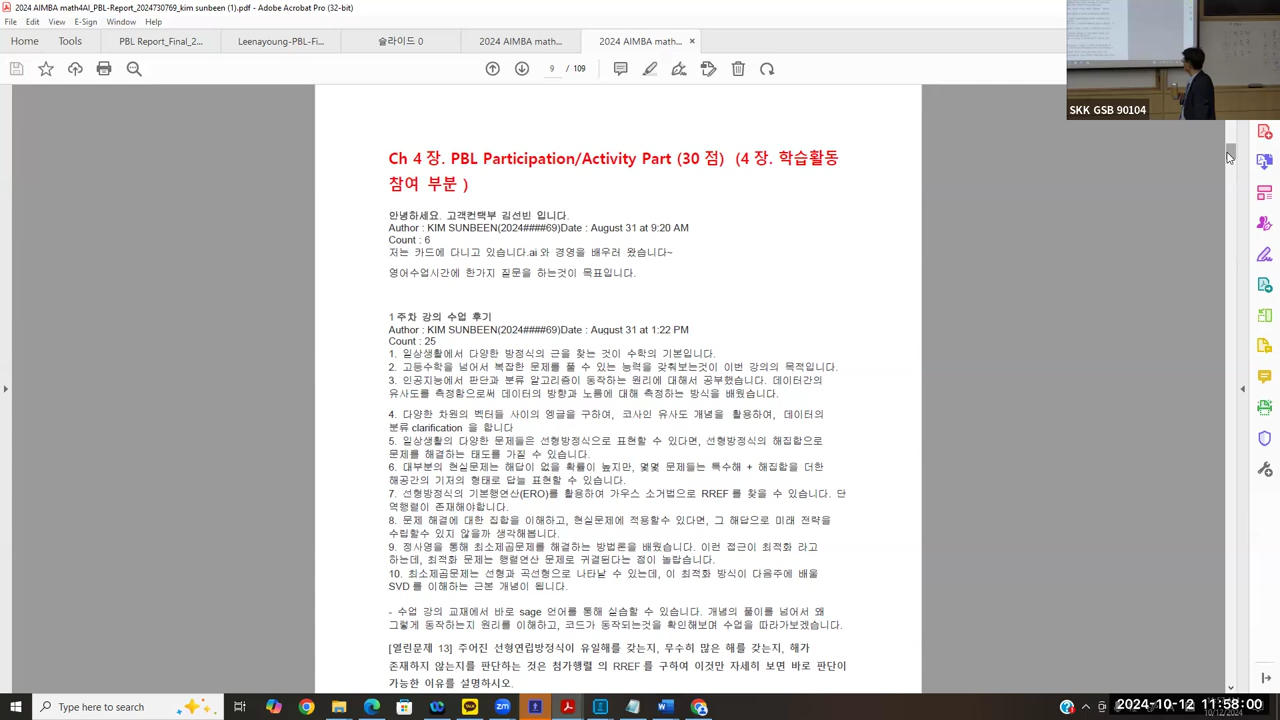 2024 AIMBA math4AI_PBL-Report_2024730769_kim sunbeen (1).pdf - Adobe Acrobat Pro (32-bit)
File Edit View E-Sign Window Help
109
SKK GSB 90104
Ch 4 장. PBL Participation/Activity Part (30 점) (4 장. 학습활동
참여 부분 )
안녕하세요. 고객컨택부 김선빈 입니다.
Author : KIM SUNBEEN(2024####69)Date : August 31 at 9:20 AM
Count : 6
저는 카드에 다니고 있습니다.ai 와 경영을 배우러 왔습니다~
영어수업시간에 한가지 질문을 하는것이 목표입니다.
1 주차 강의 수업 후기
Author : KIM SUNBEEN(2024####69)Date : August 31 at 1:22 PM
Count : 25
1. 일상생활에서 다양한 방정식의 근을 찾는 것이 수학의 기본입니다.
2. 고등수학을 넘어서 복잡한 문제를 풀 수 있는 능력을 갖춰보는것이 이번 강의의 목적입니다.
3. 인공지능에서 판단과 분류 알고리즘이 동작하는 원리에 대해서 공부했습니다. 데이터간의
유사도를 측정함으로써 데이터의 방향과 노름에 대해 측정하는 방식을 배웠습니다.
4. 다양한 차원의 벡터들 사이의 앵글을 구하여, 코사인 유사도 개념을 활용하여, 데이터의
분류 clarification 을 합니다
5. 일상생활의 다양한 문제들은 선형방정식으로 표현할 수 있다면, 선형방정식의 해집합으로
문제를 해결하는 태도를 가질 수 있습니다.
6. 대부분의 현실문제는 해답이 없을 확률이 높지만, 몇몇 문제들는 특수해 + 해집합을 더한
해공간의 기저의 형태로 답늘 표현할 수 있습니다.
7. 선형방정식의 기본행연산(ERO)를 활용하여 가우스 소거법으로 RREF 를 찾을 수 있습니다. 단
역행렬이 존재해야합니다.
8. 문제 해결에 대한 집합을 이해하고, 현실문제에 적용할수 있다면, 그 해답으로 미래 전략을
수립할수 있지 않을까 생각해봅니다.
9. 정사영을 통해 최소제곱문제를 해결하는 방법론을 배웠습니다. 이런 접근이 최적화 라고
하는데, 최적화 문제는 행렬연산 문제로 귀결된다는 점이 놀랍습니다.
10. 최소제곱문제는 선형과 곡선형으로 나타날 수 있는데, 이 최적화 방식이 다음주에 배울
SVD 를 이해하는 근본 개념이 됩니다.
- 수업 강의 교재에서 바로 sage 언어를 통해 실습할 수 있습니다. 개념의 풀이를 넘어서 왜
그렇게 동작하는지 원리를 이해하고, 코드가 동작되는것을 확인해보며 수업을 따라가보겠습니다.
[열린문제 13] 주어진 선형연립방정식이 유일해를 갖는지, 무수히 많은 해를 갖는지, 해가
존재하지 않는지를 판단하는 것은 첨가행렬 의 RREF 를 구하여 이것만 자세히 보면 바로 판단이
가능한 이유를 설명하시오.
Type here to search
2024-10-12 11:58:00
10/12/2024